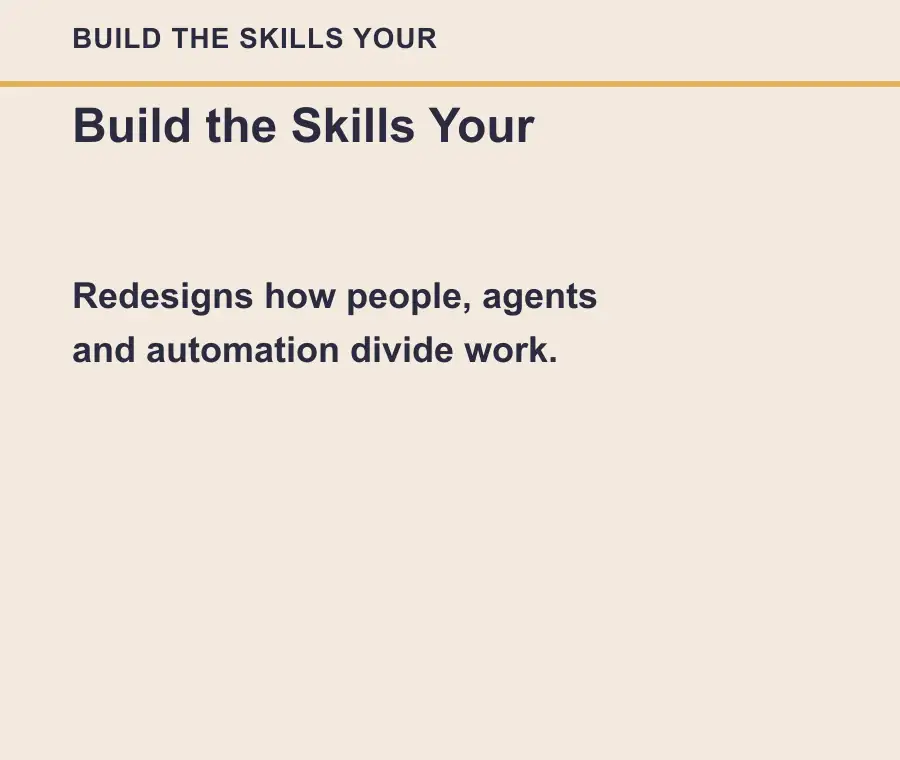 BUILD THE SKILLS YOUR
Build the Skills Your
Redesigns how people, agents
and automation divide work.